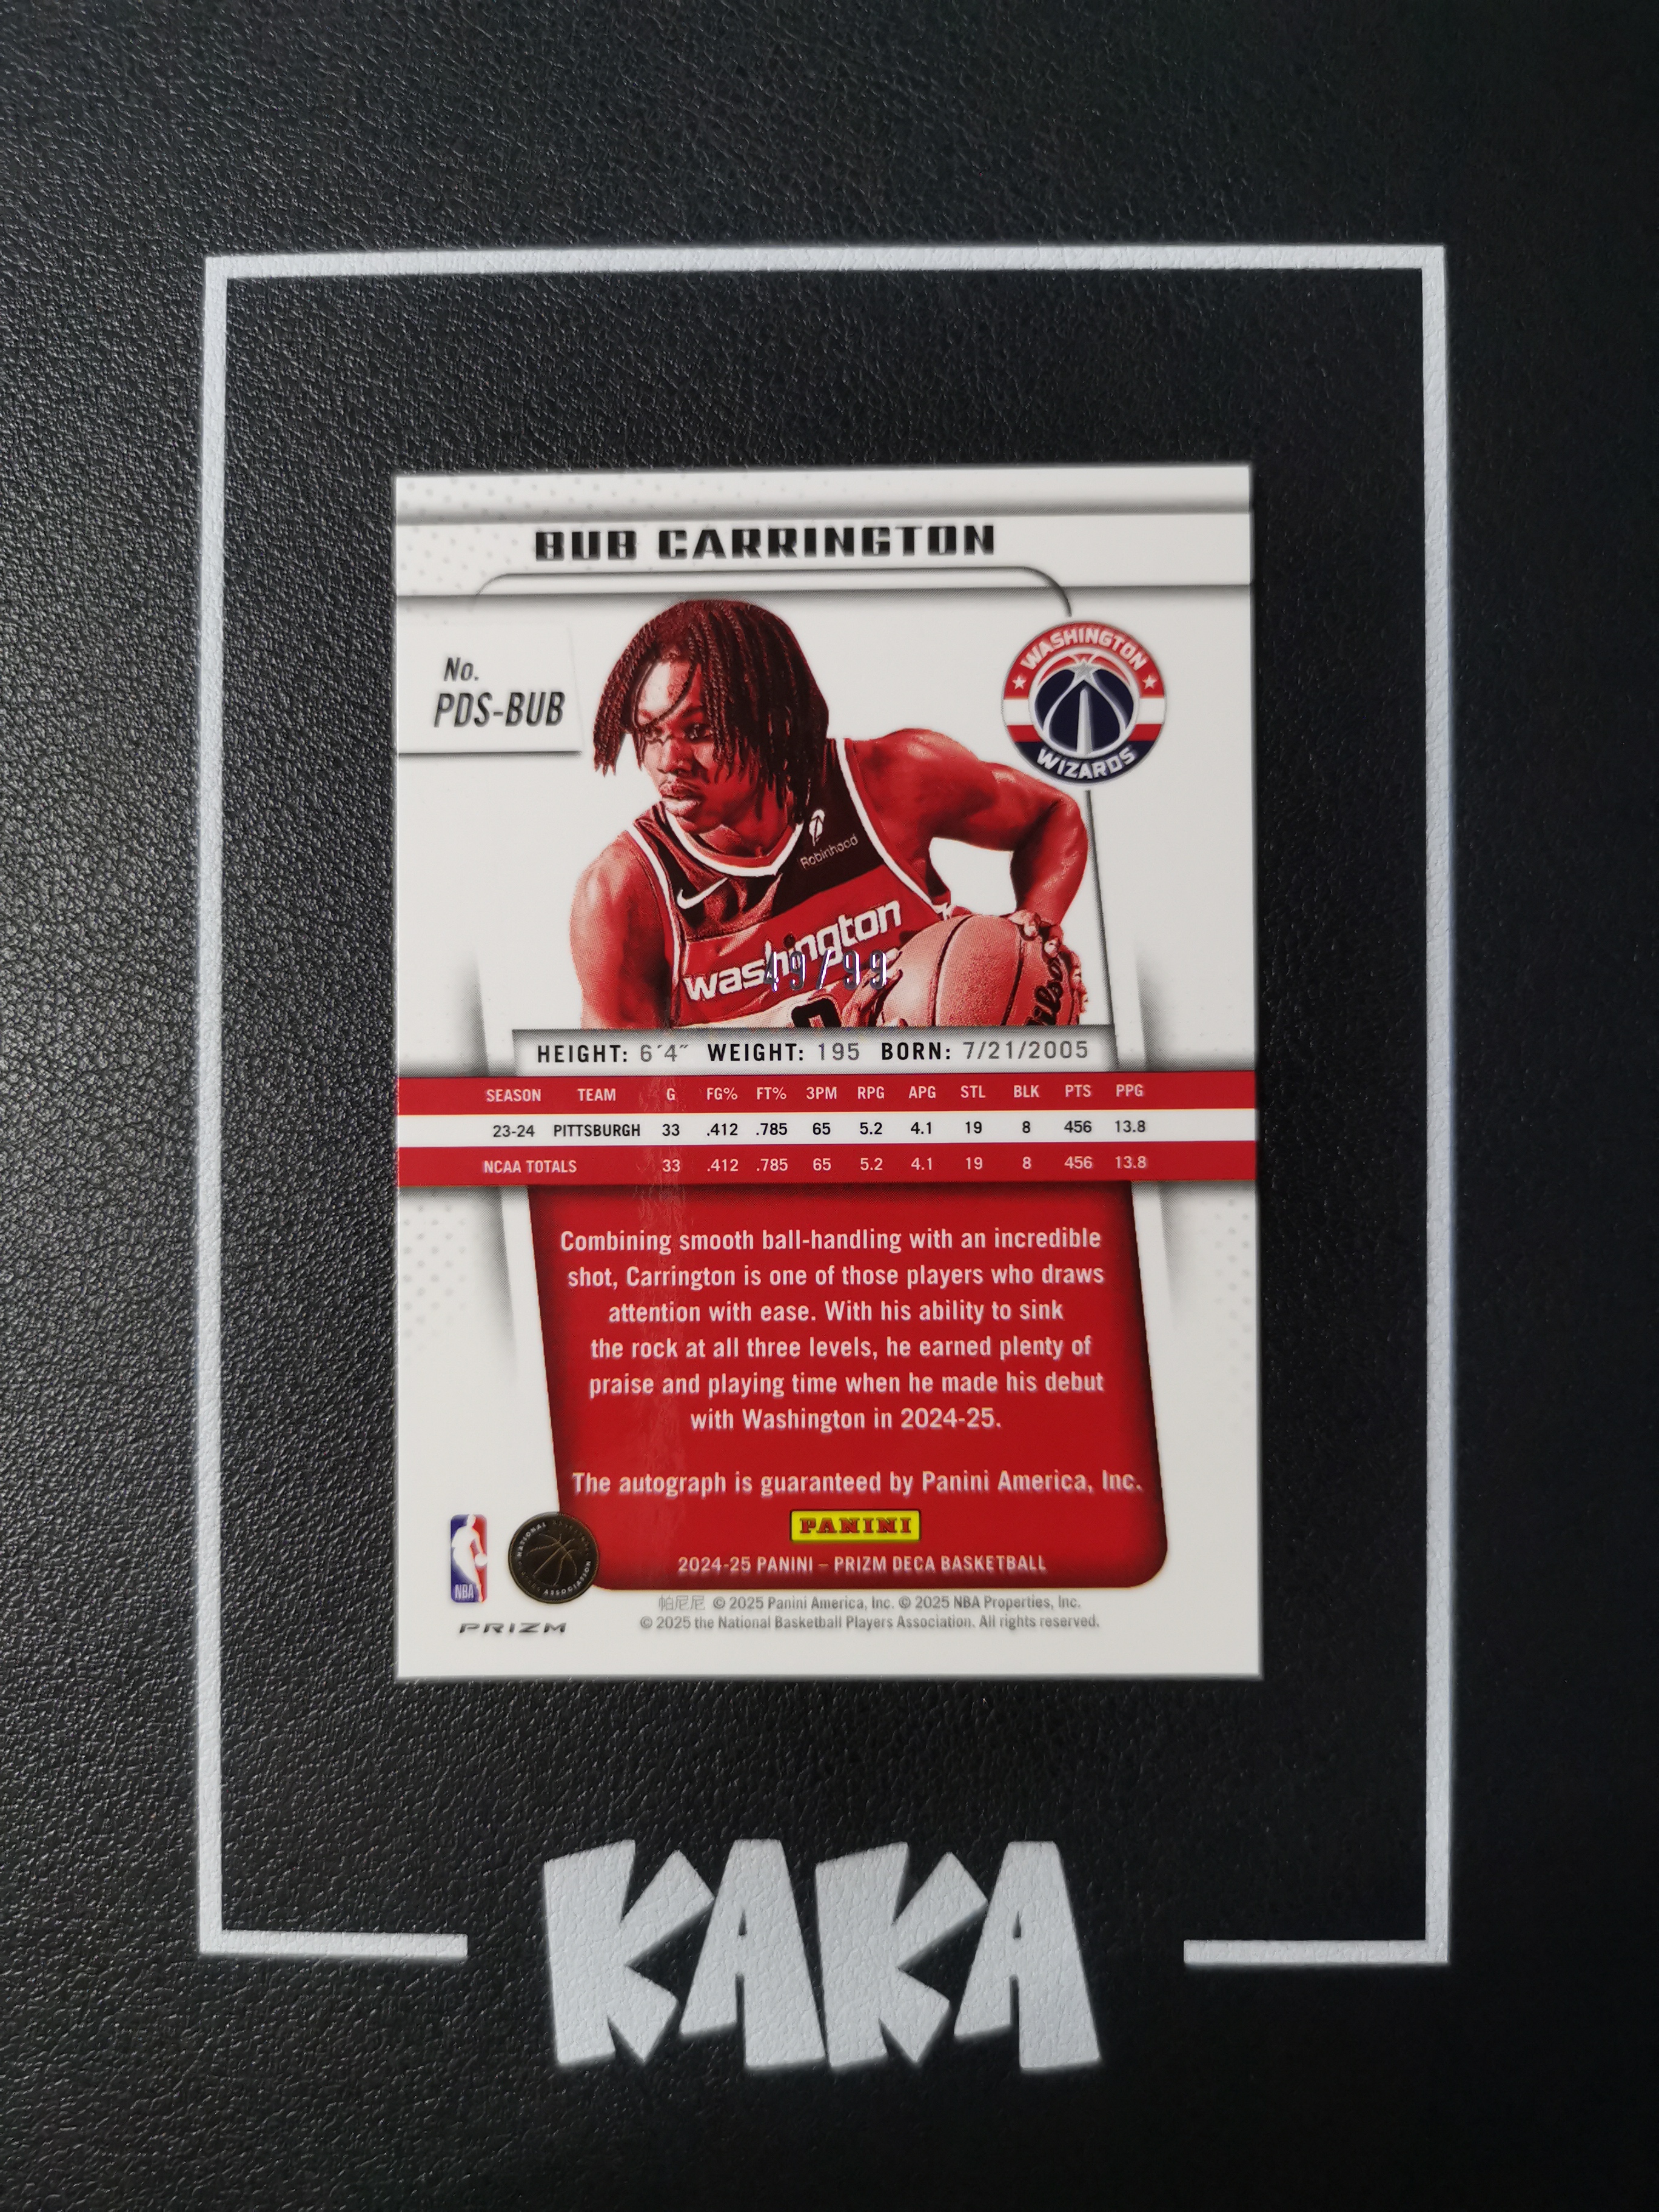 BUB CARRINGTON
No.
PDS-BUB
WASHINGTON
WIZARDS
Robinhood
washington
49/99
Wilson
HEIGHT: 6´4˝ WEIGHT: 195 BORN: 7/21/2005
SEASON TEAM G FG% FT% 3PM RPG APG STL BLK PTS PPG
23-24 PITTSBURGH 33 .412 .785 65 5.2 4.1 19 8 456 13.8
NCAA TOTALS 33 .412 .785 65 5.2 4.1 19 8 456 13.8
Combining smooth ball-handling with an incredible
shot, Carrington is one of those players who draws
attention with ease. With his ability to sink
the rock at all three levels, he earned plenty of
praise and playing time when he made his debut
with Washington in 2024-25.
The autograph is guaranteed by Panini America, Inc.
PANINI
2024-25 PANINI – PRIZM DECA BASKETBALL
NBA
PRIZM
帕尼尼 © 2025 Panini America, Inc. © 2025 NBA Properties, Inc.
© 2025 the National Basketball Players Association. All rights reserved.
KAKA